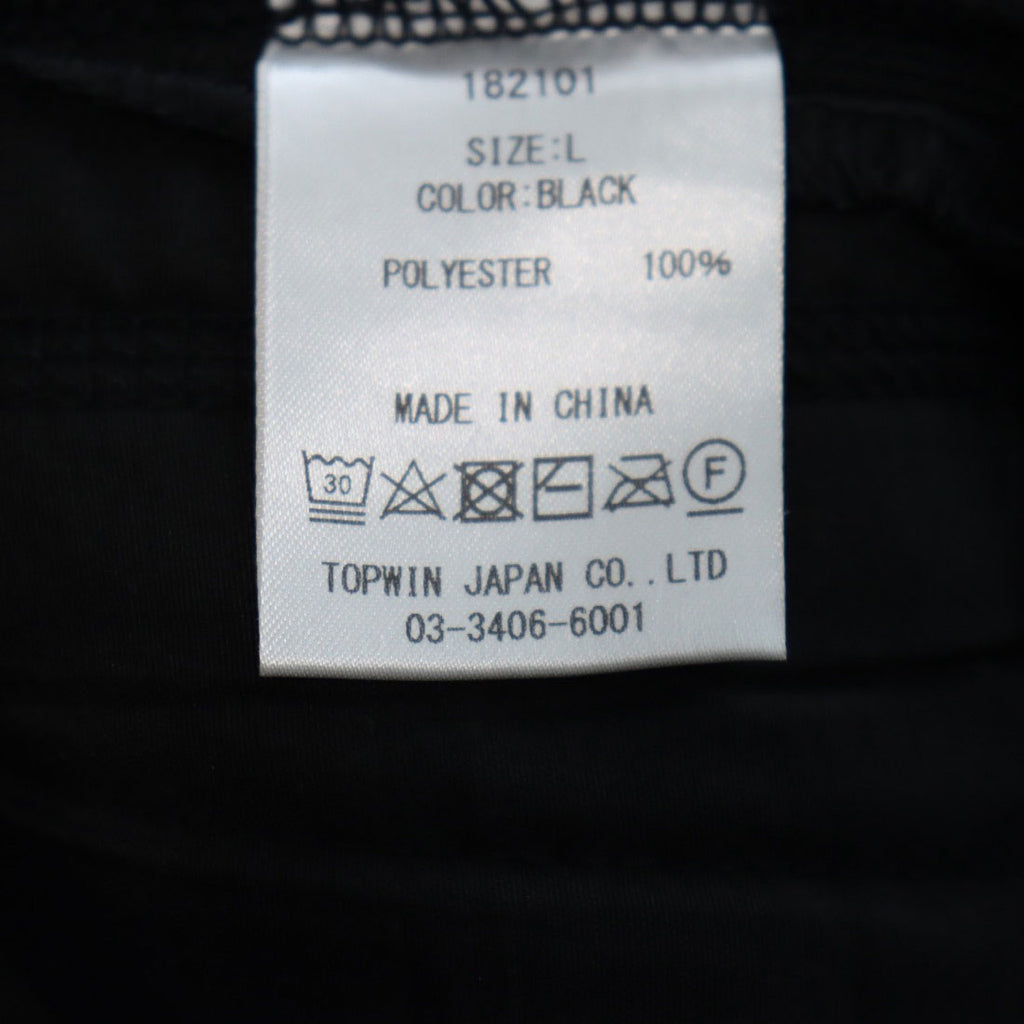 182101
SIZE:L
COLOR:BLACK
POLYESTER 100%
MADE IN CHINA
30 F
TOPWIN JAPAN CO.,LTD
03-3406-6001